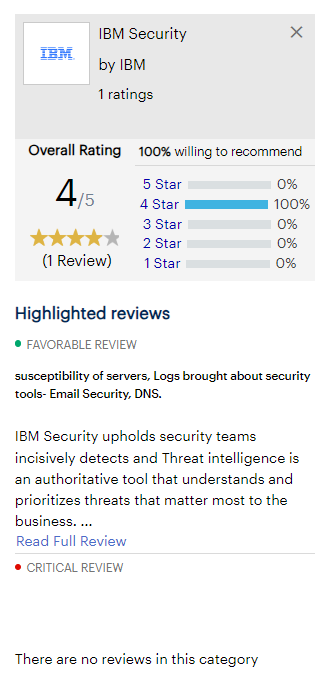 IBM Security
IBM
by IBM
1 ratings
Overall Rating
4/5
(1 Review)
100% willing to recommend
5 Star 0%
4 Star 100%
3 Star 0%
2 Star 0%
1 Star 0%
Highlighted reviews
FAVORABLE REVIEW
susceptibility of servers, Logs brought about security
tools- Email Security, DNS.
IBM Security upholds security teams
incisively detects and Threat intelligence is
an authoritative tool that understands and
prioritizes threats that matter most to the
business. ...
Read Full Review
CRITICAL REVIEW
There are no reviews in this category